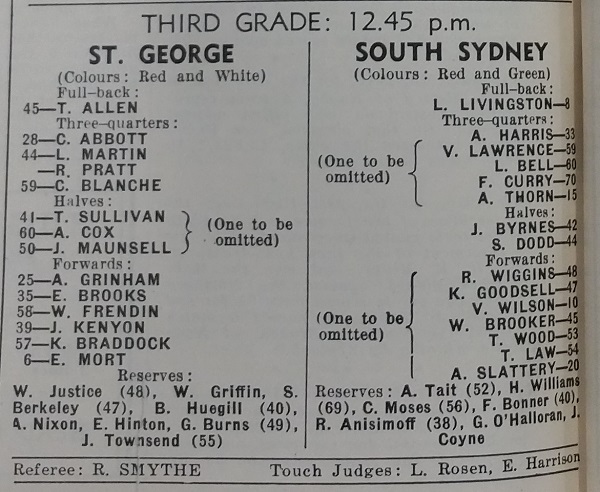 THIRD GRADE: 12.45 p.m.
ST. GEORGE
(Colours: Red and White)
Full-back:
45—T. ALLEN
Three-quarters:
28—C. ABBOTT
44—L. MARTIN
—R. PRATT
59—C. BLANCHE
Halves:
41—T. SULLIVAN
60—A. COX
50—J. MAUNSELL
(One to be
omitted)
Forwards:
25—A. GRINHAM
35—E. BROOKS
58—W. FRENDIN
39—J. KENYON
57—K. BRADDOCK
6—E. MORT
Reserves:
W. Justice (48), W. Griffin, S.
Berkeley (47), B. Huegill (40),
A. Nixon, E. Hinton, G. Burns (49),
J. Townsend (55)
SOUTH SYDNEY
(Colours: Red and Green)
Full-back:
L. LIVINGSTON—8
Three-quarters:
A. HARRIS—33
V. LAWRENCE—59
L. BELL—60
F. CURRY—70
A. THORN—15
(One to be
omitted)
Halves:
J. BYRNES—42
S. DODD—44
Forwards:
R. WIGGINS—48
K. GOODSELL—47
V. WILSON—10
W. BROOKER—45
T. WOOD—53
T. LAW—54
A. SLATTERY—20
(One to be
omitted)
Reserves: A. Tait (52), H. Williams
(69), C. Moses (56), F. Bonner (40),
R. Anisimoff (38), G. O'Halloran, J.
Coyne
Referee: R. SMYTHE
Touch Judges: L. Rosen, E. Harrison